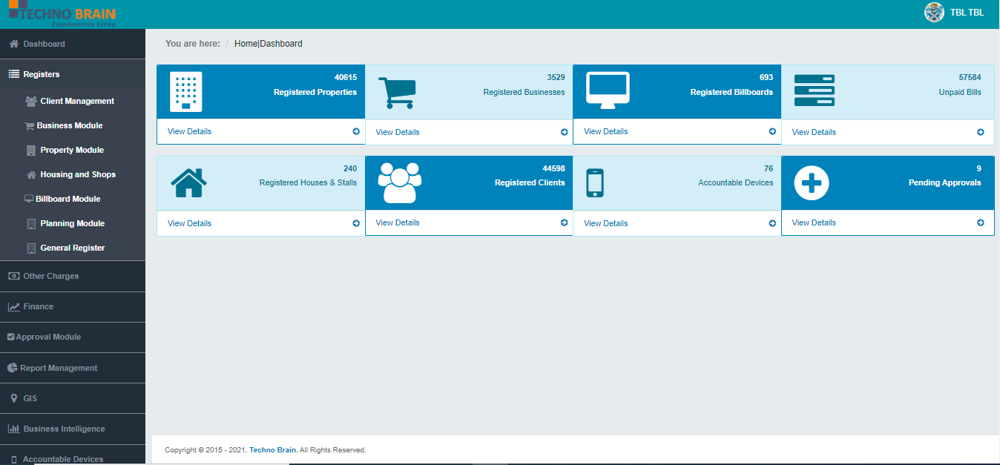 TECHNO BRAIN
Empowering Lives
TBL TBL
Dashboard
Registers
Client Management
Business Module
Property Module
Housing and Shops
Billboard Module
Planning Module
General Register
Other Charges
Finance
Approval Module
Report Management
GIS
Business Intelligence
Accountable Devices
You are here: / Home|Dashboard
40615
Registered Properties
View Details
3529
Registered Businesses
View Details
693
Registered Billboards
View Details
57584
Unpaid Bills
View Details
240
Registered Houses & Stalls
View Details
44598
Registered Clients
View Details
76
Accountable Devices
View Details
9
Pending Approvals
View Details
Copyright © 2015 - 2021, Techno Brain. All Rights Reserved.